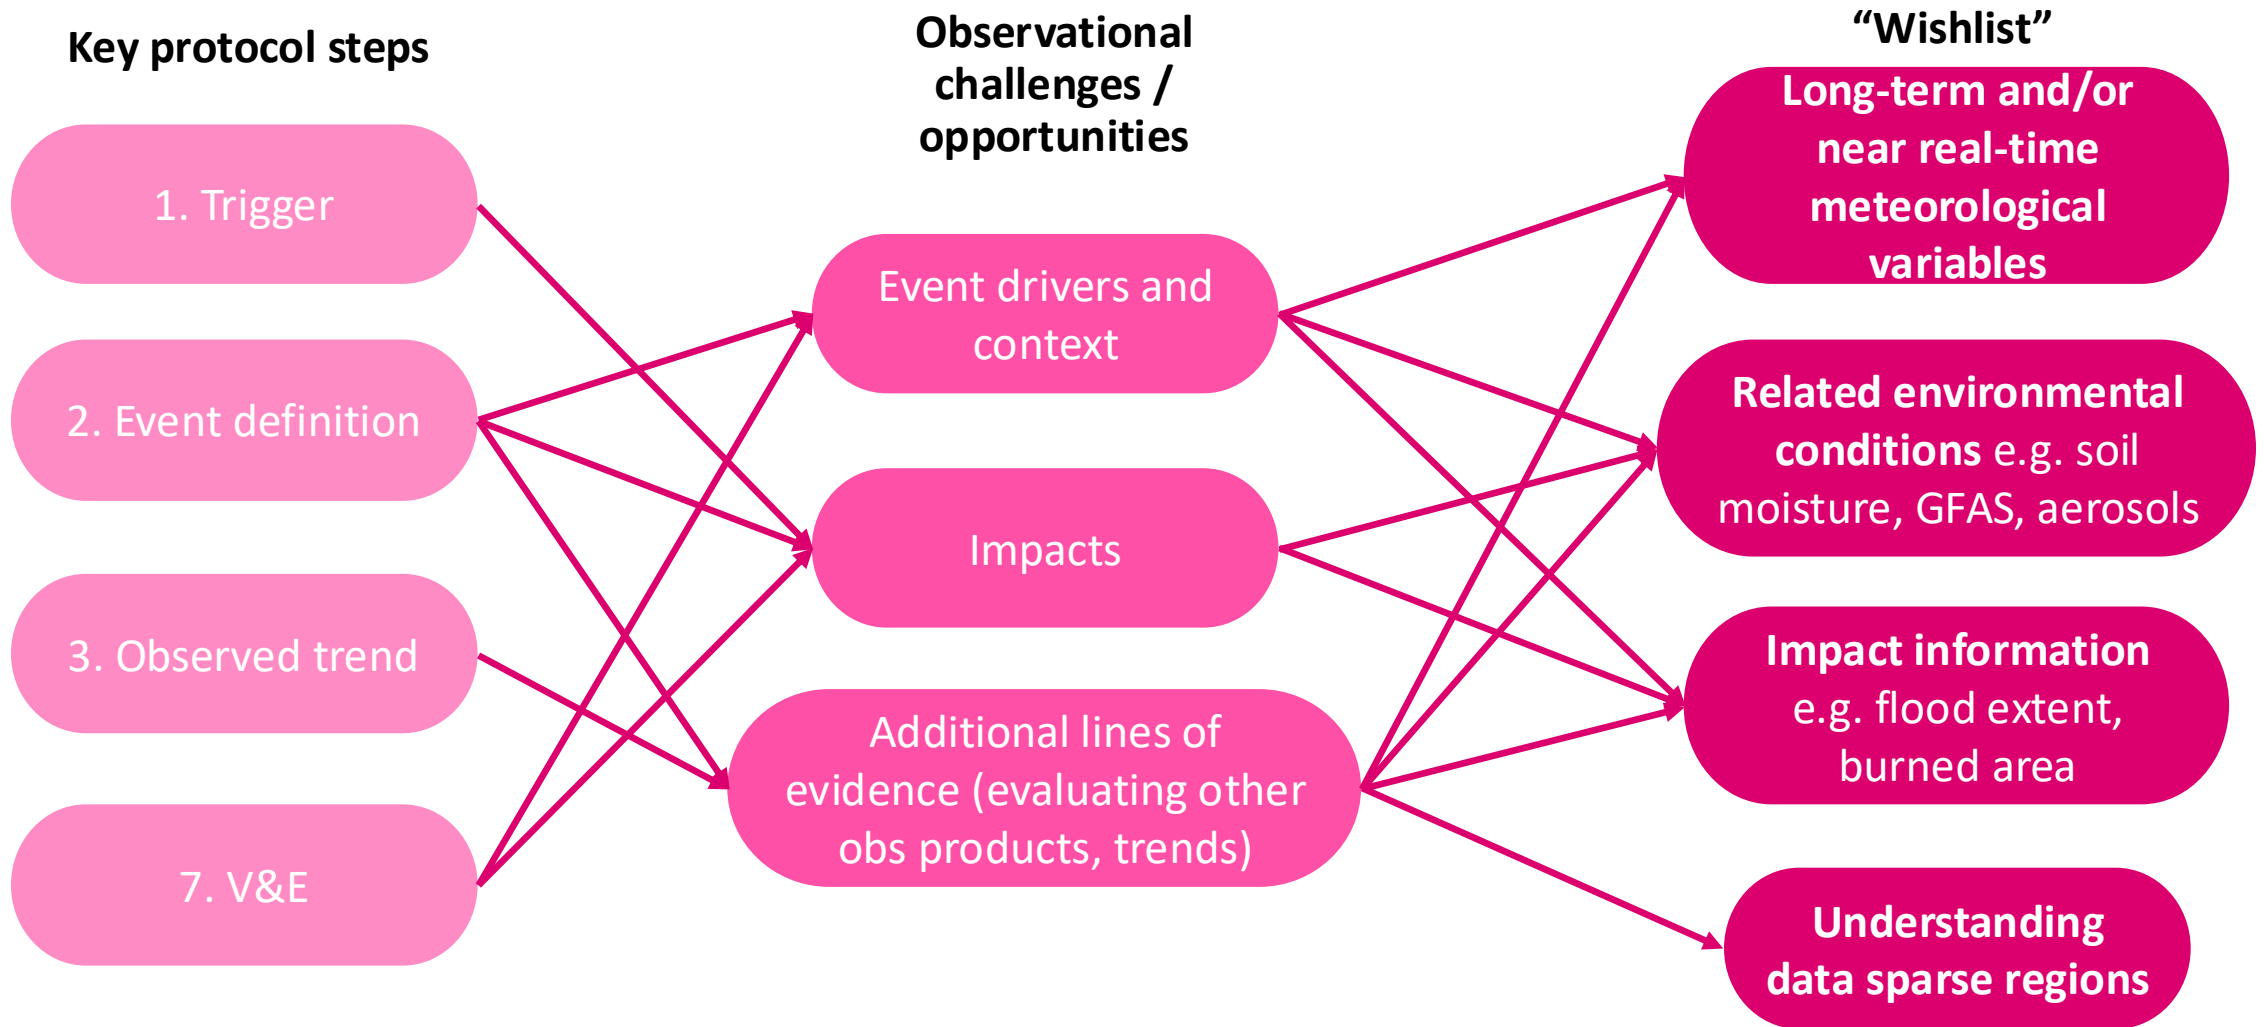 Key protocol steps
1. Trigger
2. Event definition
3. Observed trend
7. V&E
Observational
challenges /
opportunities
Event drivers and
context
Impacts
Additional lines of
evidence (evaluating other
obs products, trends)
“Wishlist”
Long-term and/or
near real-time
meteorological
variables
Related environmental
conditions e.g. soil
moisture, GFAS, aerosols
Impact information
e.g. flood extent,
burned area
Understanding
data sparse regions